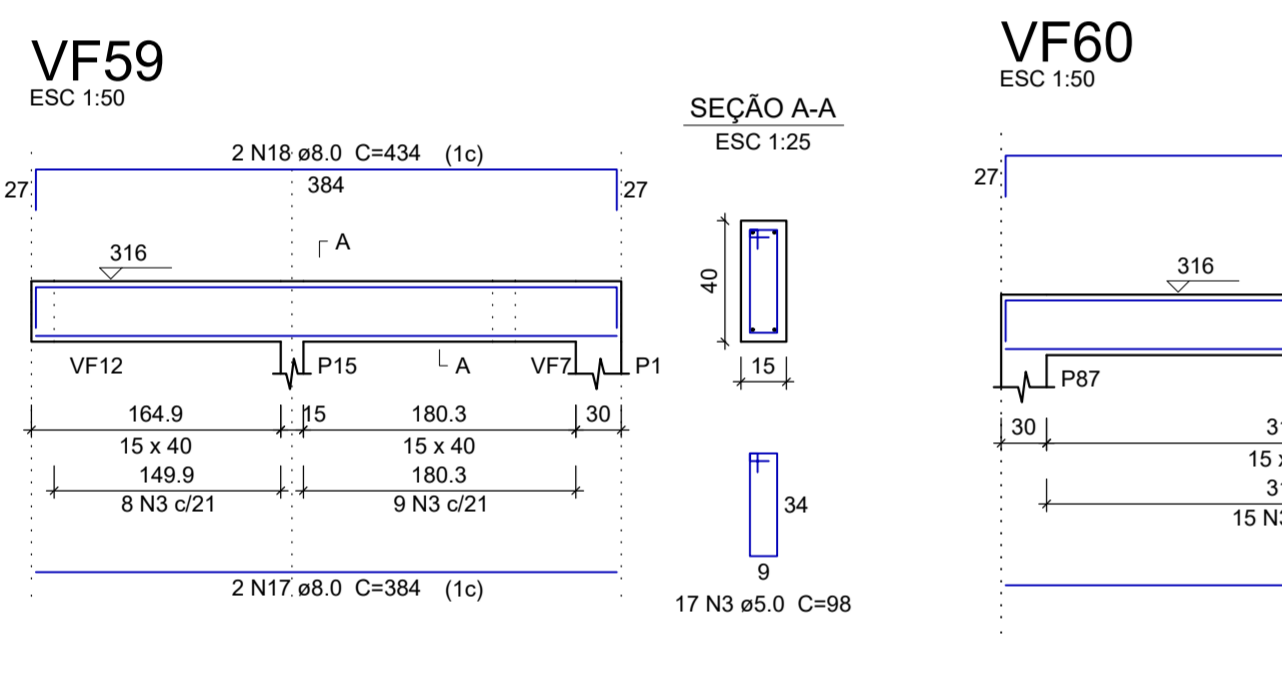 VF59
ESC 1:50
2 N18 ø8.0 C=434 (1c)
27
384
27
A
316
VF12
P15
A
VF7
P1
164.9
15
180.3
30
15 x 40
15 x 40
149.9
180.3
8 N3 c/21
9 N3 c/21
2 N17 ø8.0 C=384 (1c)
SEÇÃO A-A
ESC 1:25
40
15
34
9
17 N3 ø5.0 C=98
VF60
ESC 1:50
27
316
P87
30
15
15 N3